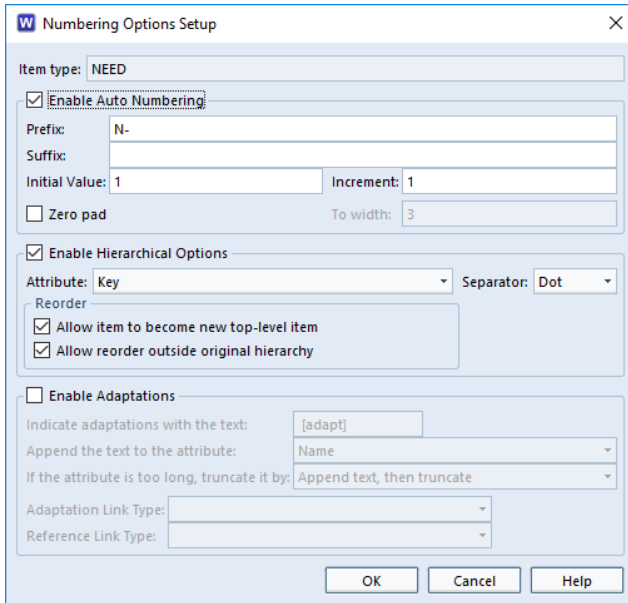 W Numbering Options Setup
Item type: NEED
Enable Auto Numbering
Prefix: N-
Suffix:
Initial Value: 1 Increment: 1
Zero pad To width: 3
Enable Hierarchical Options
Attribute: Key Separator: Dot
Reorder
Allow item to become new top-level item
Allow reorder outside original hierarchy
Enable Adaptations
Indicate adaptations with the text: [adapt]
Append the text to the attribute: Name
If the attribute is too long, truncate it by: Append text, then truncate
Adaptation Link Type:
Reference Link Type:
OK Cancel Help